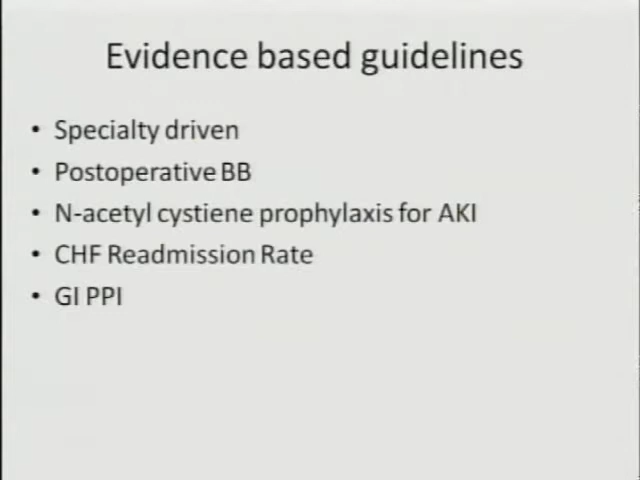 Evidence based guidelines
• Specialty driven
• Postoperative BB
• N-acetyl cystiene prophylaxis for AKI
• CHF Readmission Rate
• GI PPI